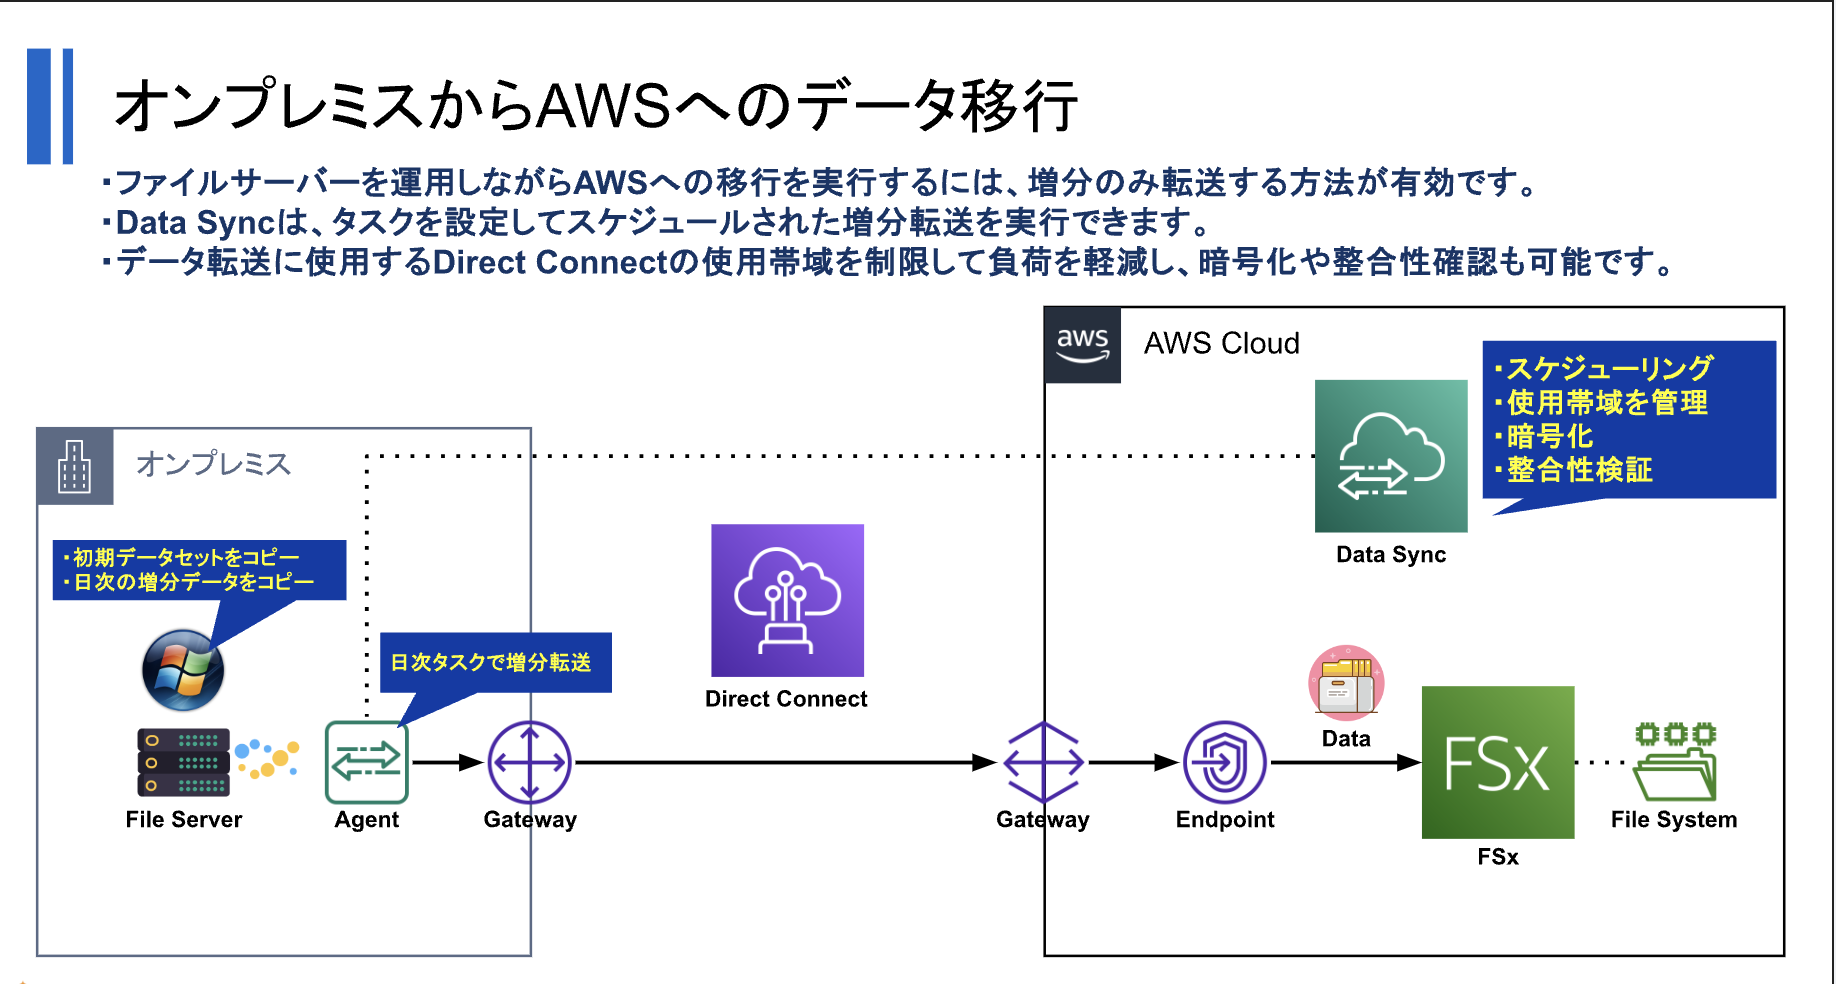 オンプレミスからAWSへのデータ移行
・ファイルサーバーを運用しながらAWSへの移行を実行するには、増分のみ転送する方法が有効です。
・Data Syncは、タスクを設定してスケジュールされた増分転送を実行できます。
・データ転送に使用するDirect Connectの使用帯域を制限して負荷を軽減し、暗号化や整合性確認も可能です。
aws
AWS Cloud
・スケジューリング
・使用帯域を管理
・暗号化
・整合性検証
Data Sync
オンプレミス
・初期データセットをコピー
・日次の増分データをコピー
日次タスクで増分転送
Direct Connect
Data
FSx
File Server
Agent
Gateway
Gateway
Endpoint
File System
FSx